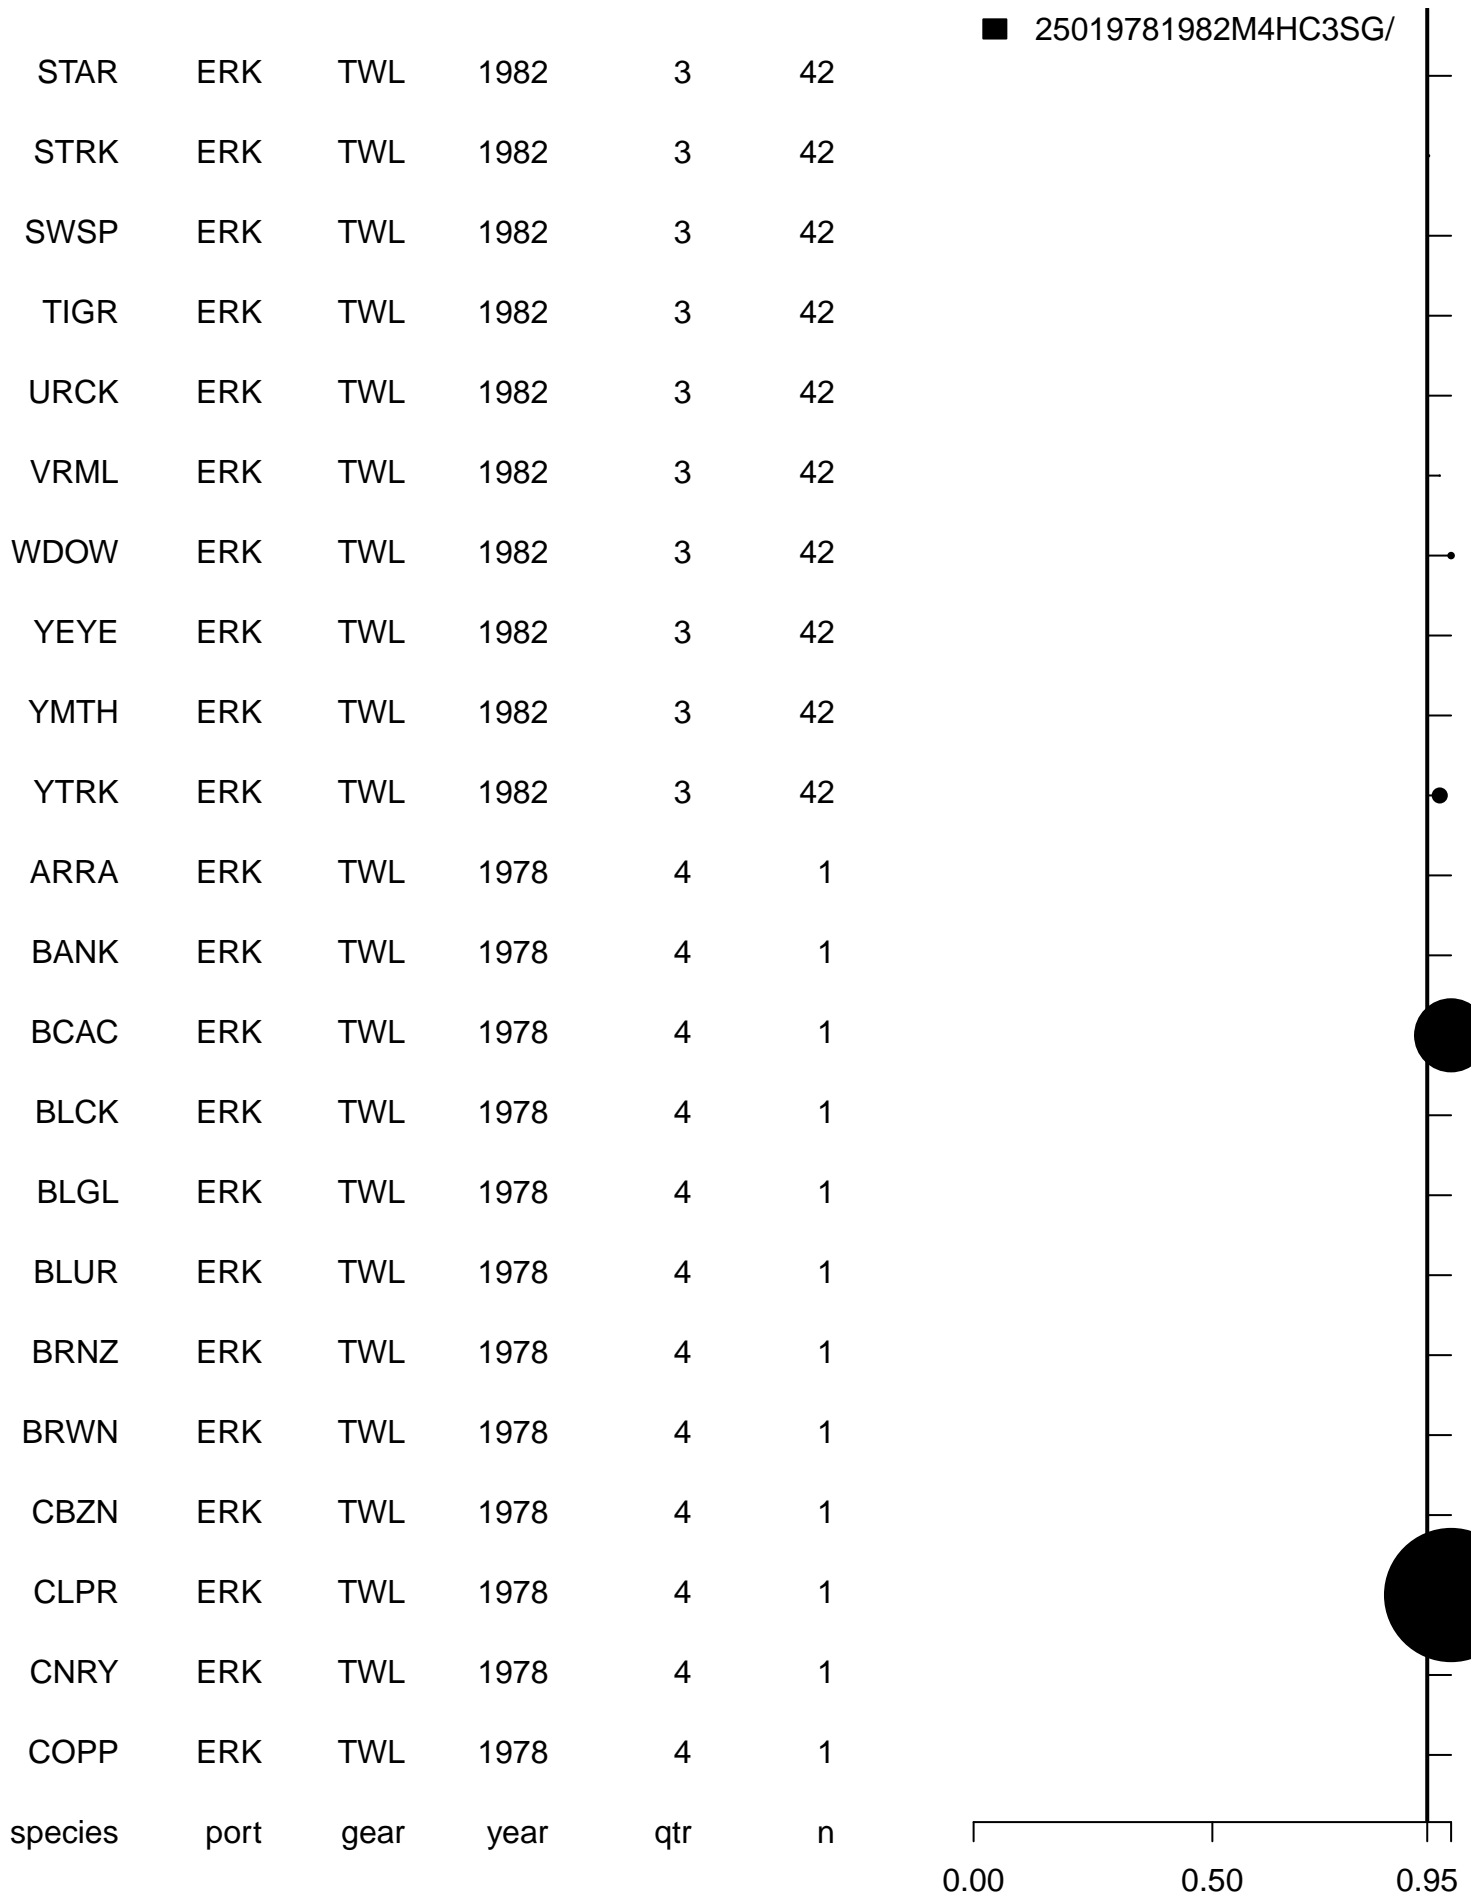 25019781982M4HC3SG/
STAR ERK TWL 1982 3 42
STRK ERK TWL 1982 3 42
SWSP ERK TWL 1982 3 42
TIGR ERK TWL 1982 3 42
URCK ERK TWL 1982 3 42
VRML ERK TWL 1982 3 42
WDOW ERK TWL 1982 3 42
YEYE ERK TWL 1982 3 42
YMTH ERK TWL 1982 3 42
YTRK ERK TWL 1982 3 42
ARRA ERK TWL 1978 4 1
BANK ERK TWL 1978 4 1
BCAC ERK TWL 1978 4 1
BLCK ERK TWL 1978 4 1
BLGL ERK TWL 1978 4 1
BLUR ERK TWL 1978 4 1
BRNZ ERK TWL 1978 4 1
BRWN ERK TWL 1978 4 1
CBZN ERK TWL 1978 4 1
CLPR ERK TWL 1978 4 1
CNRY ERK TWL 1978 4 1
COPP ERK TWL 1978 4 1
species port gear year qtr n
0.00 0.50 0.95